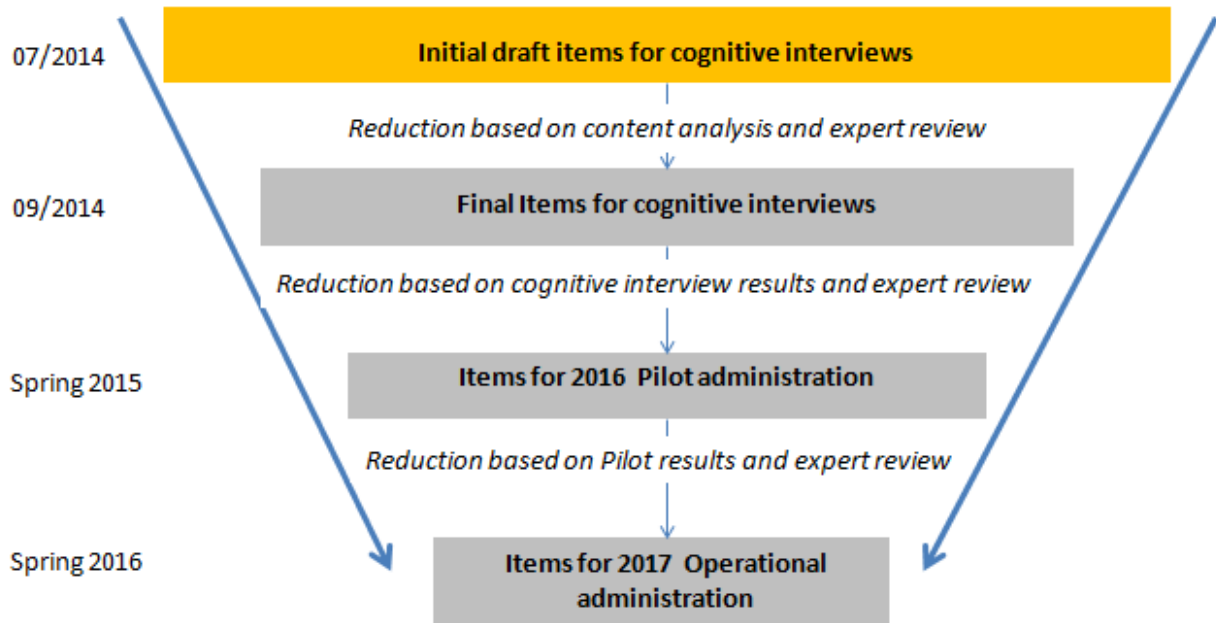 07/2014
Initial draft items for cognitive interviews
Reduction based on content analysis and expert review
09/2014
Final Items for cognitive interviews
Reduction based on cognitive interview results and expert review
Spring 2015
Items for 2016 Pilot administration
Reduction based on Pilot results and expert review
Spring 2016
Items for 2017 Operational
administration